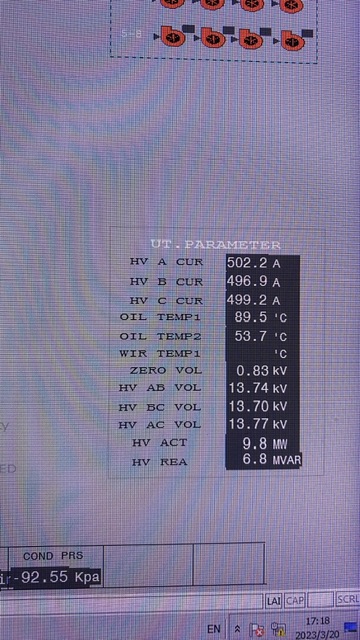 5-8
UT.PARAMETER
HV A CUR 502.2 A
HV B CUR 496.9 A
HV C CUR 499.2 A
OIL TEMP1 89.5 'C
OIL TEMP2 53.7 'C
WIR TEMP1 'C
ZERO VOL 0.83 kV
HV AB VOL 13.74 kV
HV BC VOL 13.70 kV
HV AC VOL 13.77 kV
HV ACT 9.8 MW
HV REA 6.8 MVAR
ED
COND PRS
-92.55 Kpa
LAI CAP SCRL
EN 17:18
2023/3/20